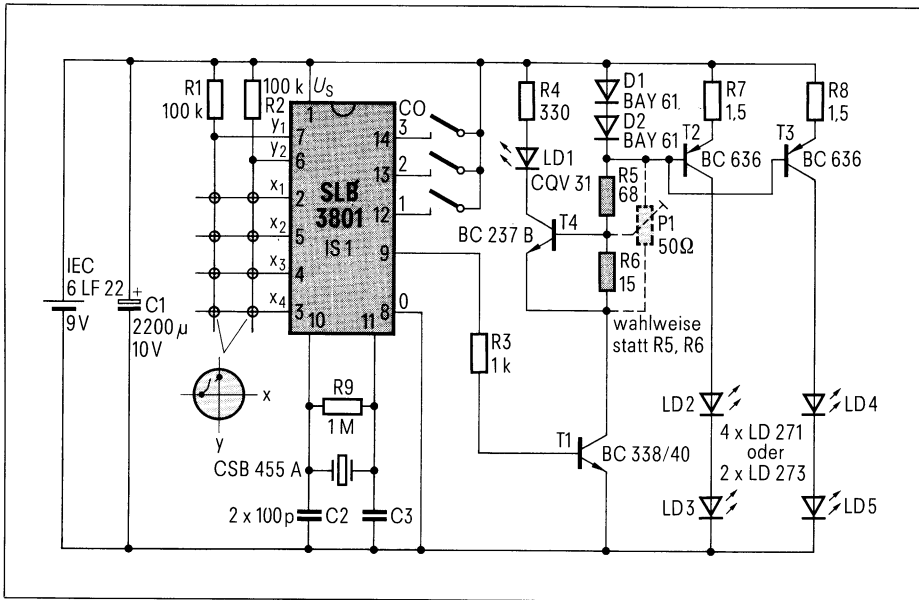 R1
100 k
100 k
R2
U_S
y1
y2
x1
x2
x3
x4
1
7
6
2
5
4
3
10
11
SLB
3801
IS 1
14
13
12
9
8
CO
3
2
1
0
IEC
6 LF 22
9 V
+
C1
2200 µ
10 V
x
y
R9
1 M
CSB 455 A
2 x 100 p
C2
C3
R3
1 k
R4
330
LD1
CQV 31
T4
BC 237 B
D1
BAY 61
D2
BAY 61
R5
68
R6
15
P1
50 Ω
wahlweise
statt R5, R6
T1
BC 338/40
R7
1,5
T2
BC 636
R8
1,5
T3
BC 636
LD2
LD4
4 x LD 271
oder
2 x LD 273
LD3
LD5